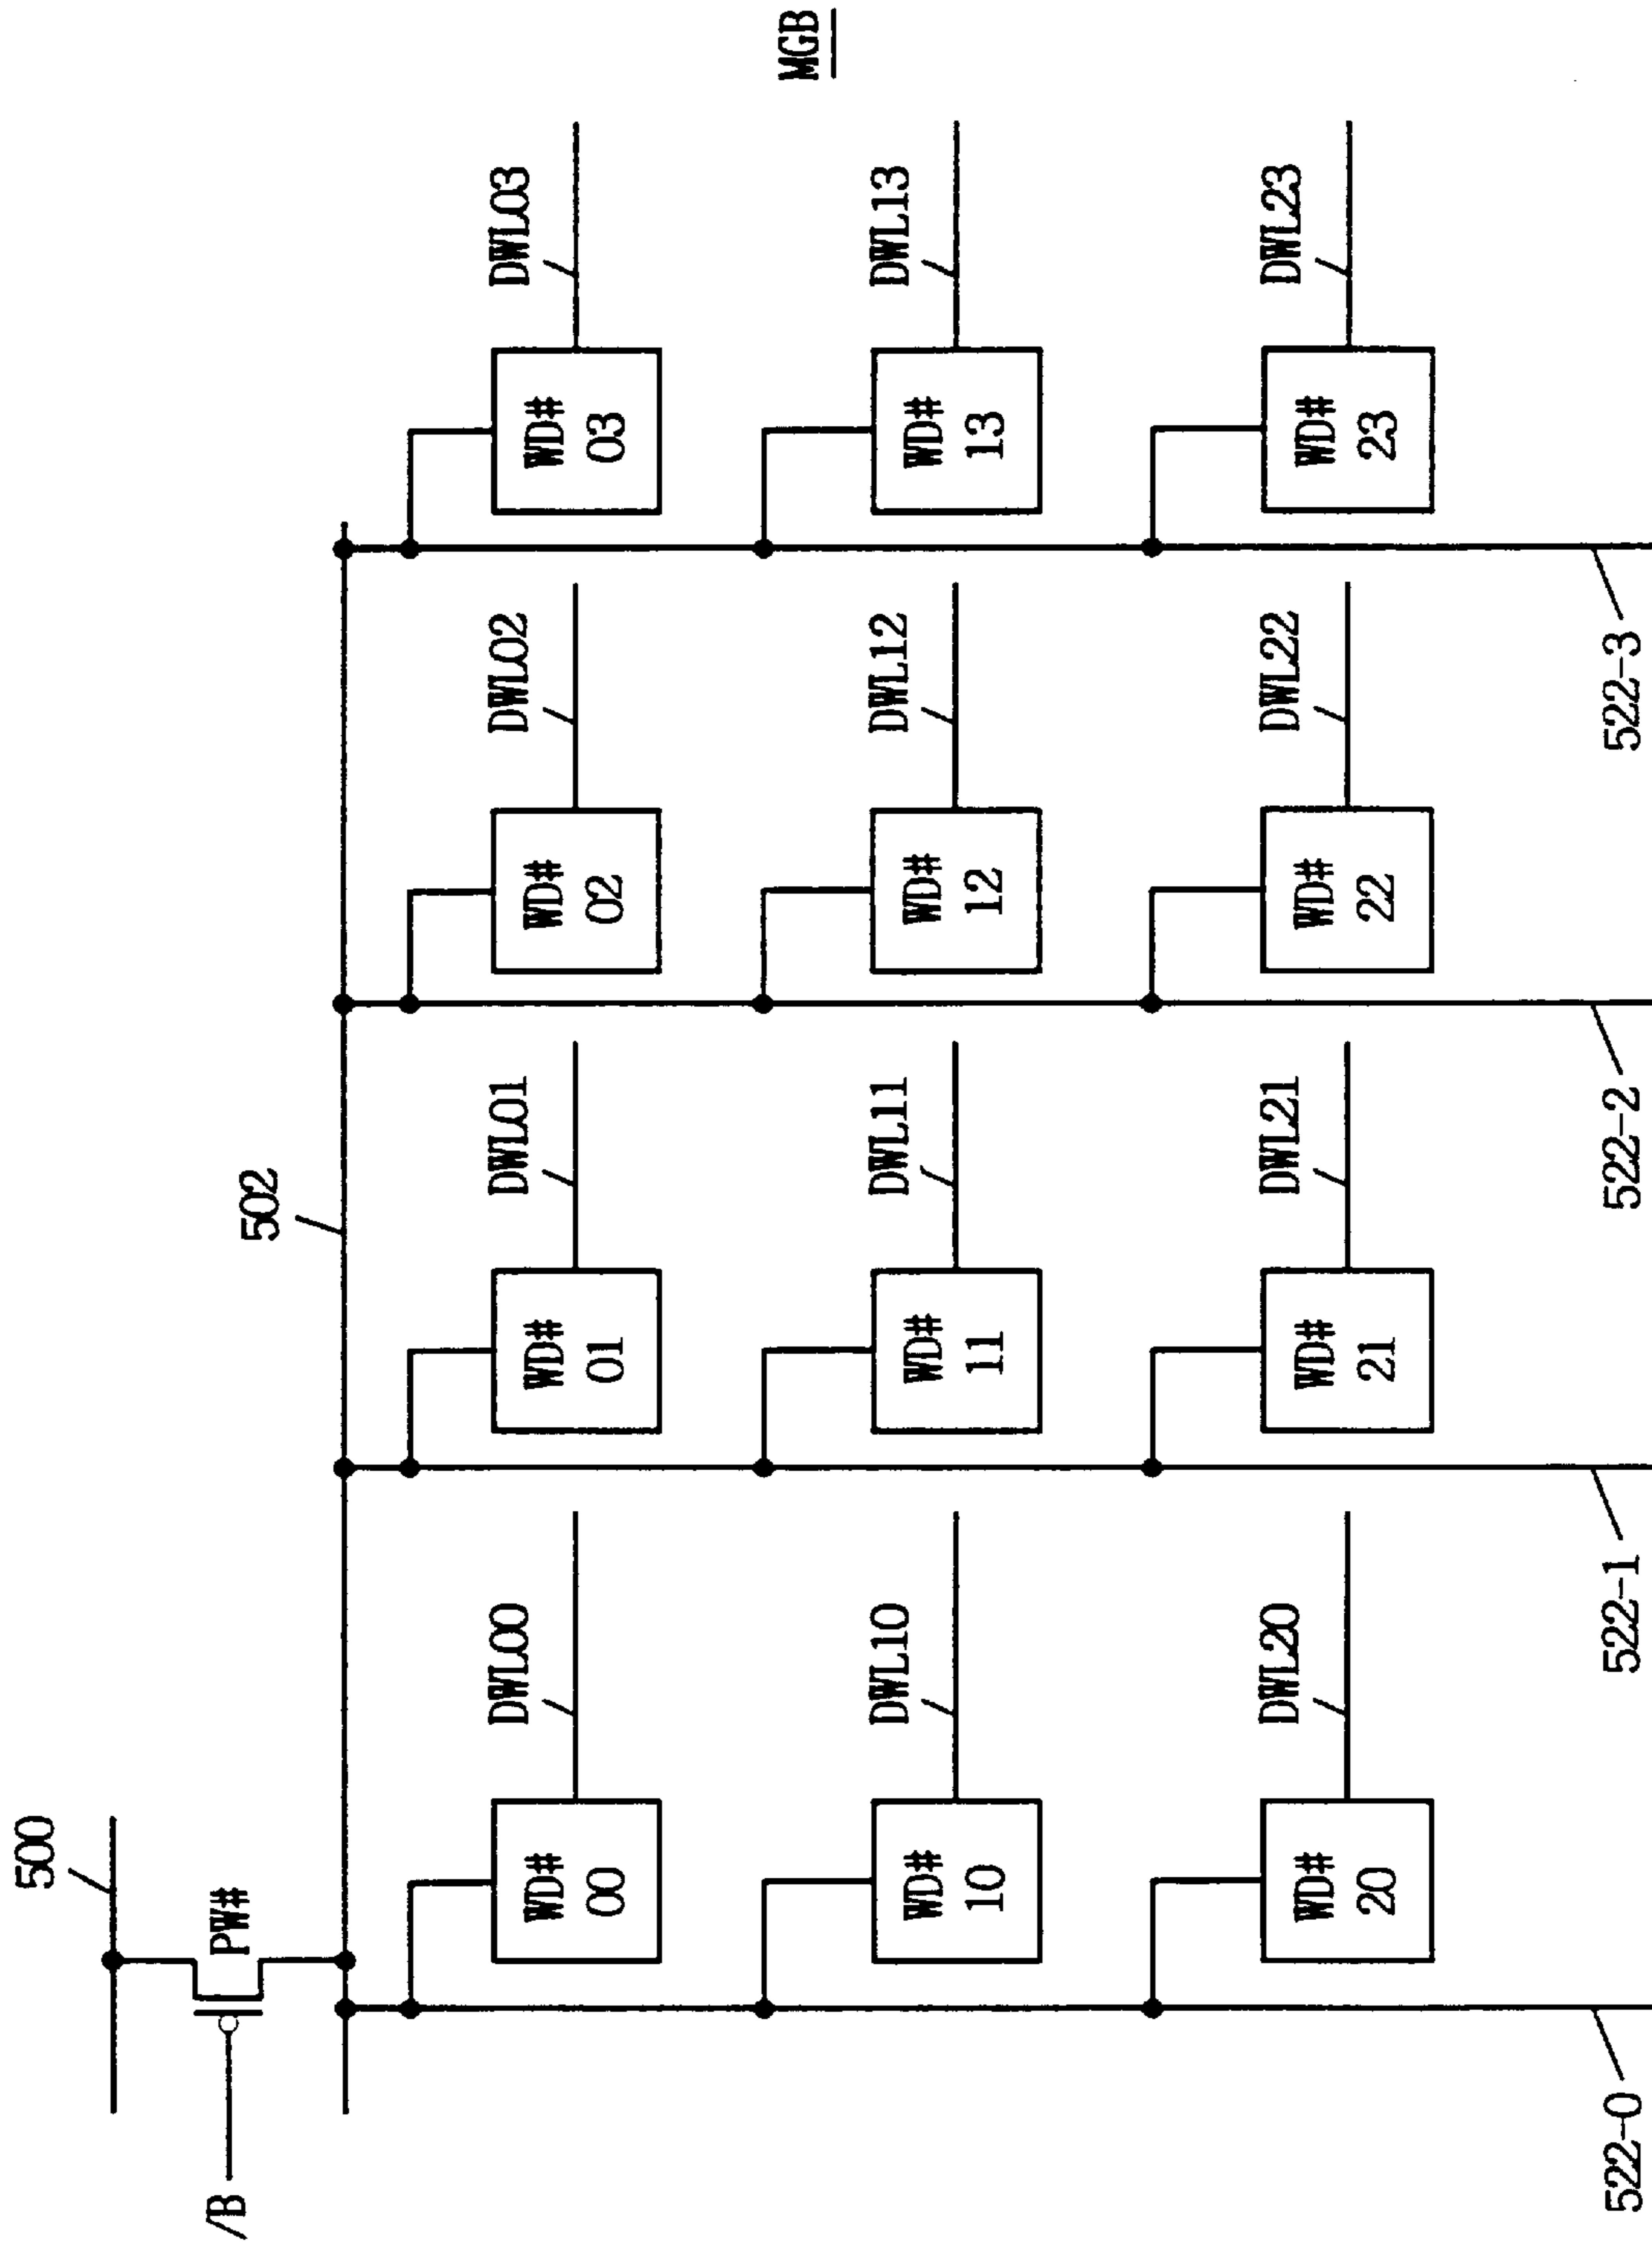 500
/B
PW#
502
DWL00
DWL01
DWL02
DWL03
WD#
00
WD#
01
WD#
02
WD#
03
MGB
DWL10
DWL11
DWL12
DWL13
WD#
10
WD#
11
WD#
12
WD#
13
DWL20
DWL21
DWL22
DWL23
WD#
20
WD#
21
WD#
22
WD#
23
522-0
522-1
522-2
522-3